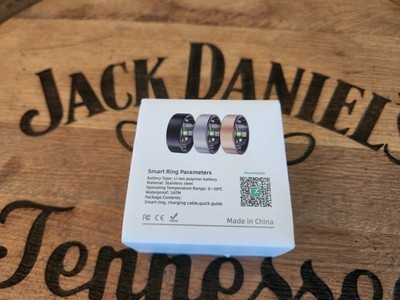 JACK DANIEL'S
Smart Ring Parameters
Battery Type: Li-ion polymer battery
Material: Stainless steel
Operating Temperature Range: 0~50℃
Waterproof: 5ATM
Package Contents:
Smart ring, charging cable,quick guide
FC CE
Made in China
Tennessee